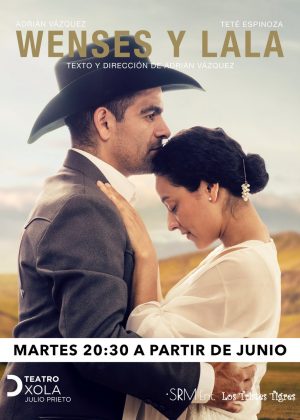 ADRIÁN VÁZQUEZ
TETÉ ESPINOZA
WENSES Y LALA
TEXTO Y DIRECCIÓN DE ADRIÁN VÁZQUEZ
MARTES 20:30 A PARTIR DE JUNIO
TEATRO
XOLA
JULIO PRIETO
Los Tristes Tigres